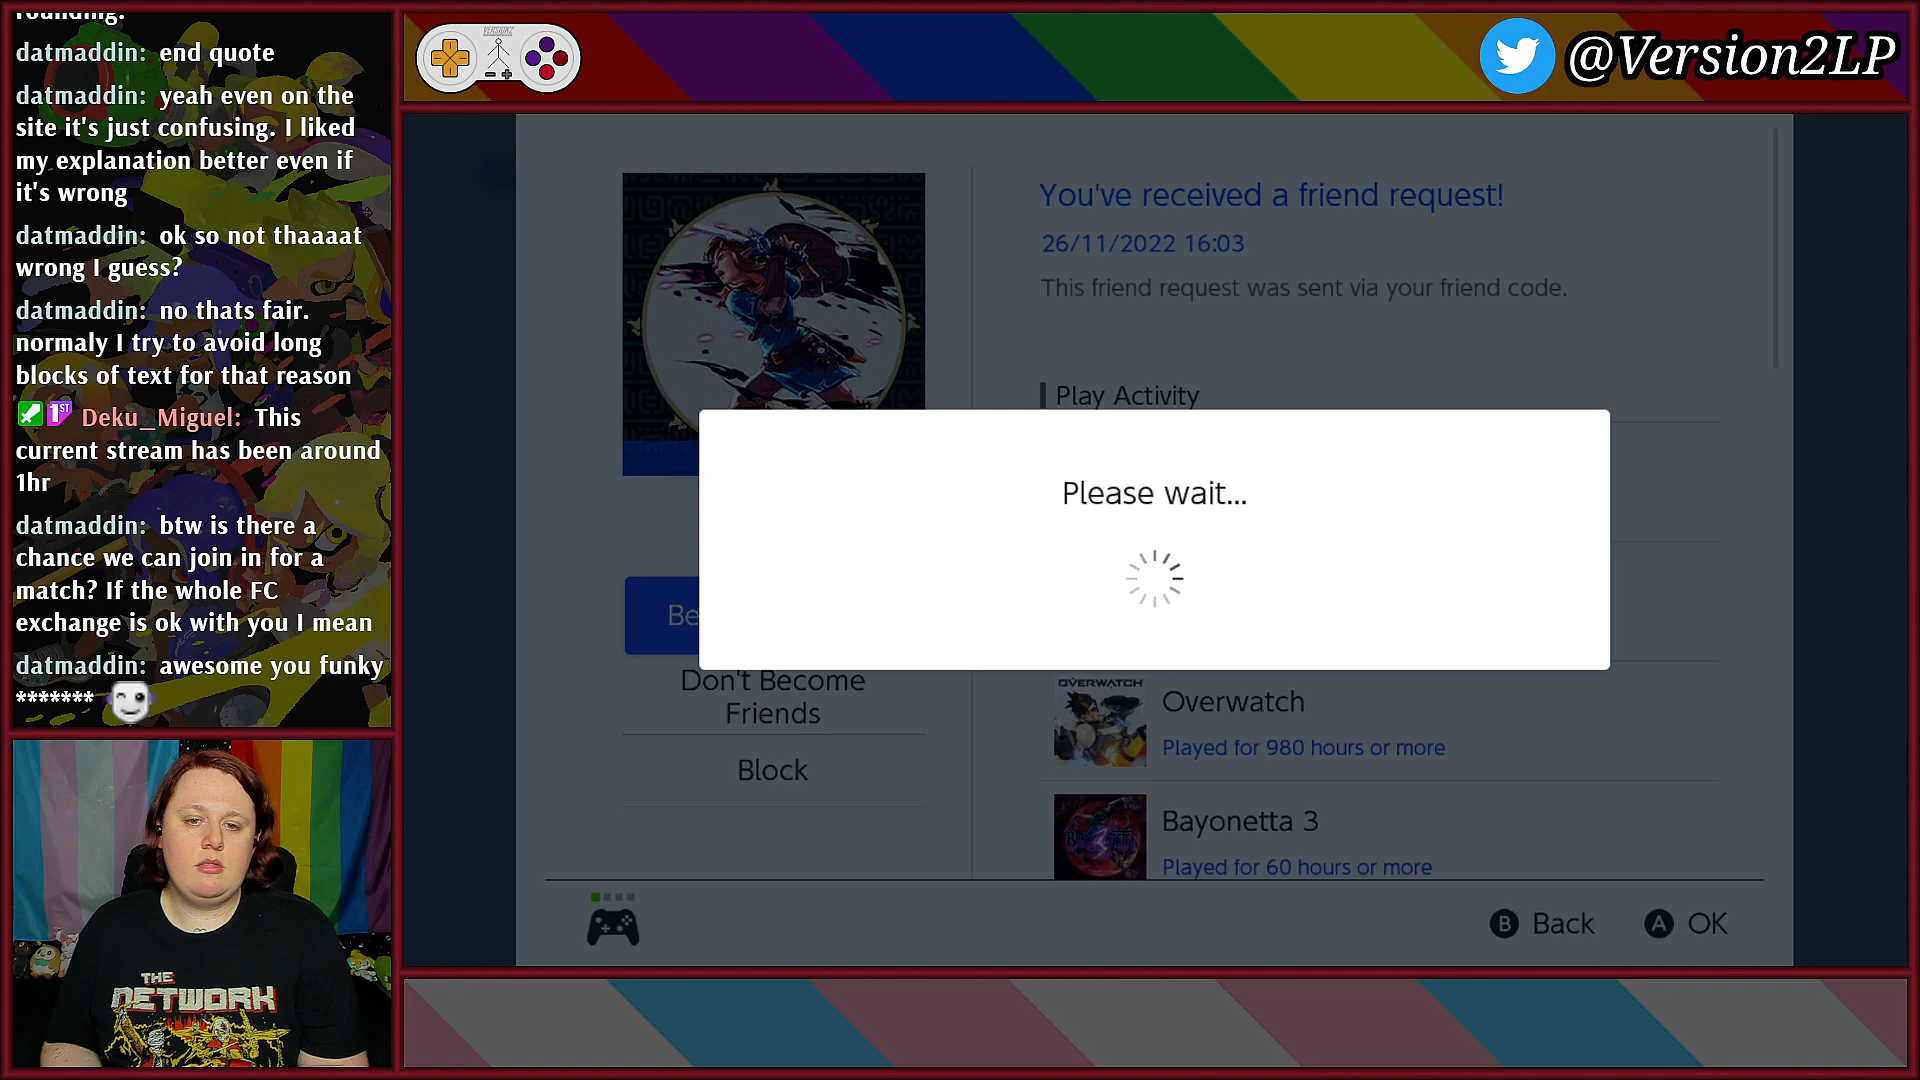 rounding.
datmaddin: end quote
datmaddin: yeah even on the
site it's just confusing. I liked
my explanation better even if
it's wrong
datmaddin: ok so not thaaaat
wrong I guess?
datmaddin: no thats fair.
normaly I try to avoid long
blocks of text for that reason
1ST Deku_Miguel: This
current stream has been around
1hr
datmaddin: btw is there a
chance we can join in for a
match? If the whole FC
exchange is ok with you I mean
datmaddin: awesome you funky
*******
VERSION2
@Version2LP
You've received a friend request!
26/11/2022 16:03
This friend request was sent via your friend code.
Play Activity
Please wait...
Be
Don't Become
Friends
Block
OVERWATCH
Overwatch
Played for 980 hours or more
Bayonetta 3
Played for 60 hours or more
B Back
A OK
THE
NETWORK